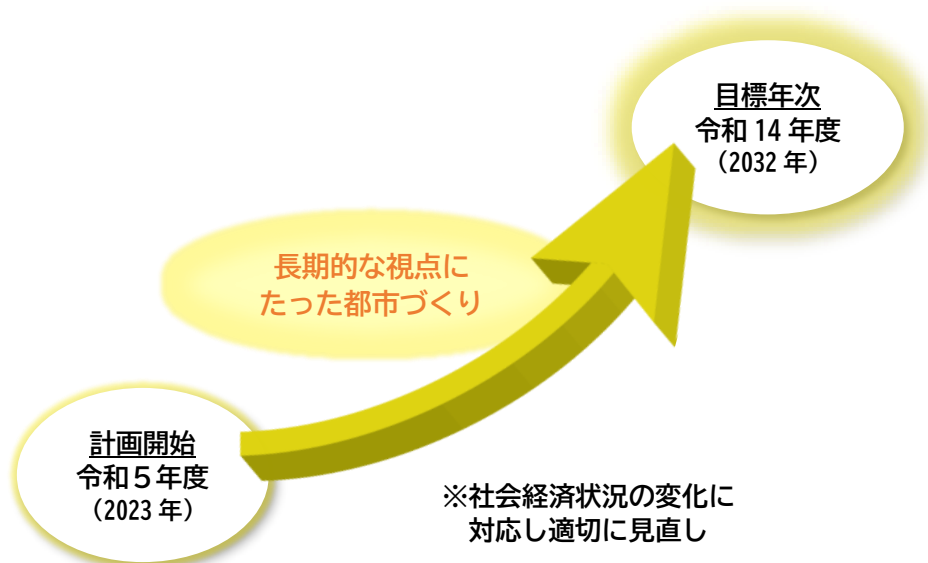 目標年次
令和 14 年度
（2032 年）
長期的な視点に
たった都市づくり
計画開始
令和５年度
（2023 年）
※社会経済状況の変化に
対応し適切に見直し